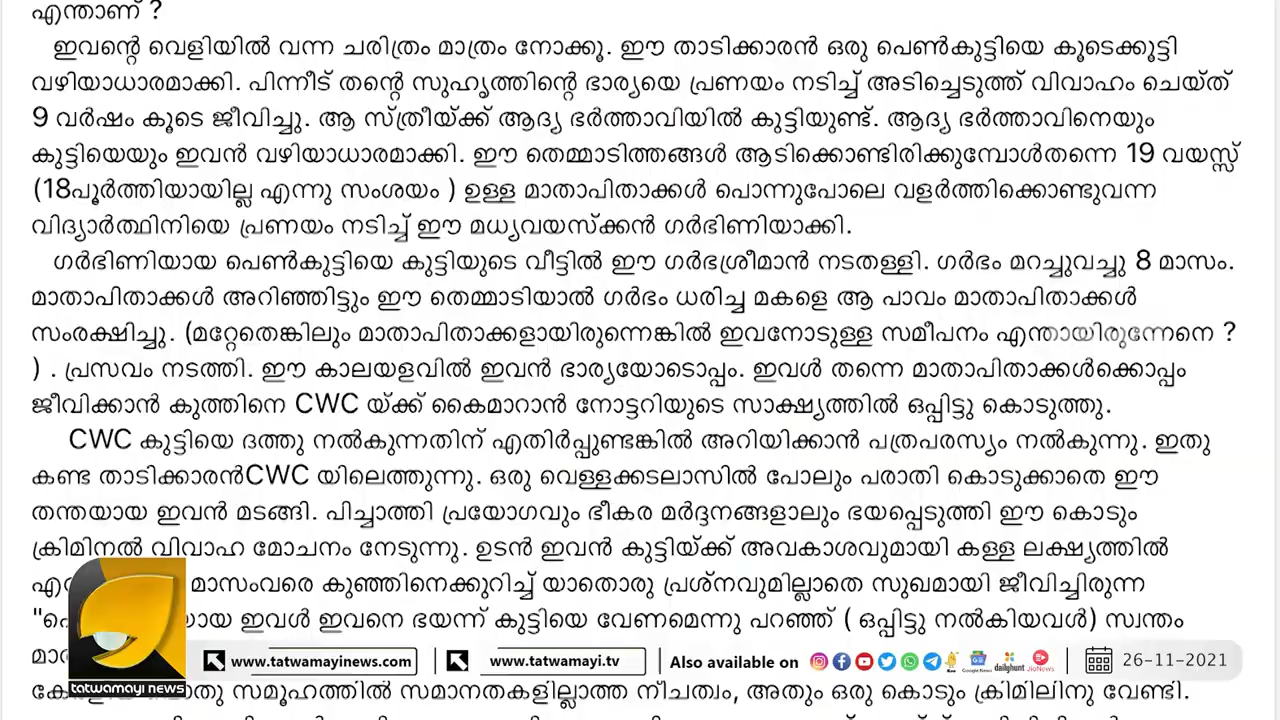 എന്താണ് ?
ഇവന്റെ വെളിയിൽ വന്ന ചരിത്രം മാത്രം നോക്കൂ. ഈ താടിക്കാരൻ ഒരു പെൺകുട്ടിയെ കൂടെക്കൂട്ടി
വഴിയാധാരമാക്കി. പിന്നീട് തന്റെ സുഹൃത്തിന്റെ ഭാര്യയെ പ്രണയം നടിച്ച് അടിച്ചെടുത്ത് വിവാഹം ചെയ്ത്
9 വർഷം കൂടെ ജീവിച്ചു. ആ സ്ത്രീയ്ക്ക് ആദ്യ ഭർത്താവിയിൽ കുട്ടിയുണ്ട്. ആദ്യ ഭർത്താവിനെയും
കുട്ടിയെയും ഇവൻ വഴിയാധാരമാക്കി. ഈ തെമ്മാടിത്തങ്ങൾ ആടിക്കൊണ്ടിരിക്കുമ്പോൾതന്നെ 19 വയസ്സ്
(18പൂർത്തിയായില്ല എന്നു സംശയം ) ഉള്ള മാതാപിതാക്കൾ പൊന്നുപോലെ വളർത്തിക്കൊണ്ടുവന്ന
വിദ്യാർത്ഥിനിയെ പ്രണയം നടിച്ച് ഈ മധ്യവയസ്ക്കൻ ഗർഭിണിയാക്കി.
ഗർഭിണിയായ പെൺകുട്ടിയെ കുട്ടിയുടെ വീട്ടിൽ ഈ ഗർഭശ്രീമാൻ നടതള്ളി. ഗർഭം മറച്ചുവച്ചു 8 മാസം.
മാതാപിതാക്കൾ അറിഞ്ഞിട്ടും ഈ തെമ്മാടിയാൽ ഗർഭം ധരിച്ച മകളെ ആ പാവം മാതാപിതാക്കൾ
സംരക്ഷിച്ചു. (മറ്റേതെങ്കിലും മാതാപിതാക്കളായിരുന്നെങ്കിൽ ഇവനോടുള്ള സമീപനം എന്തായിരുന്നേനെ ?
) . പ്രസവം നടത്തി. ഈ കാലയളവിൽ ഇവൻ ഭാര്യയോടൊപ്പം. ഇവൾ തന്നെ മാതാപിതാക്കൾക്കൊപ്പം
ജീവിക്കാൻ കുത്തിനെ CWC യ്ക്ക് കൈമാറാൻ നോട്ടറിയുടെ സാക്ഷ്യത്തിൽ ഒപ്പിട്ടു കൊടുത്തു.
CWC കുട്ടിയെ ദത്തു നൽകുന്നതിന് എതിർപ്പുണ്ടങ്കിൽ അറിയിക്കാൻ പത്രപരസ്യം നൽകുന്നു. ഇതു
കണ്ട താടിക്കാരൻCWC യിലെത്തുന്നു. ഒരു വെള്ളക്കടലാസിൽ പോലും പരാതി കൊടുക്കാതെ ഈ
തന്തയായ ഇവൻ മടങ്ങി. പിച്ചാത്തി പ്രയോഗവും ഭീകര മർദ്ദനങ്ങളാലും ഭയപ്പെടുത്തി ഈ കൊടും
ക്രിമിനൽ വിവാഹ മോചനം നേടുന്നു. ഉടൻ ഇവൻ കുട്ടിയ്ക്ക് അവകാശവുമായി കള്ള ലക്ഷ്യത്തിൽ
മാസംവരെ കുഞ്ഞിനെക്കുറിച്ച് യാതൊരു പ്രശ്നവുമില്ലാതെ സുഖമായി ജീവിച്ചിരുന്ന
ഇവൾ ഇവനെ ഭയന്ന് കുട്ടിയെ വേണമെന്നു പറഞ്ഞ് ( ഒപ്പിട്ടു നൽകിയവൾ) സ്വന്തം
tatwamayi news
www.tatwamayinews.com
www.tatwamayi.tv
Also available on
Google News
dailyhunt
JioNews
26-11-2021
സമൂഹത്തിൽ സമാനതകളില്ലാത്ത നീചത്വം, അതും ഒരു കൊടും ക്രിമിലിനു വേണ്ടി.